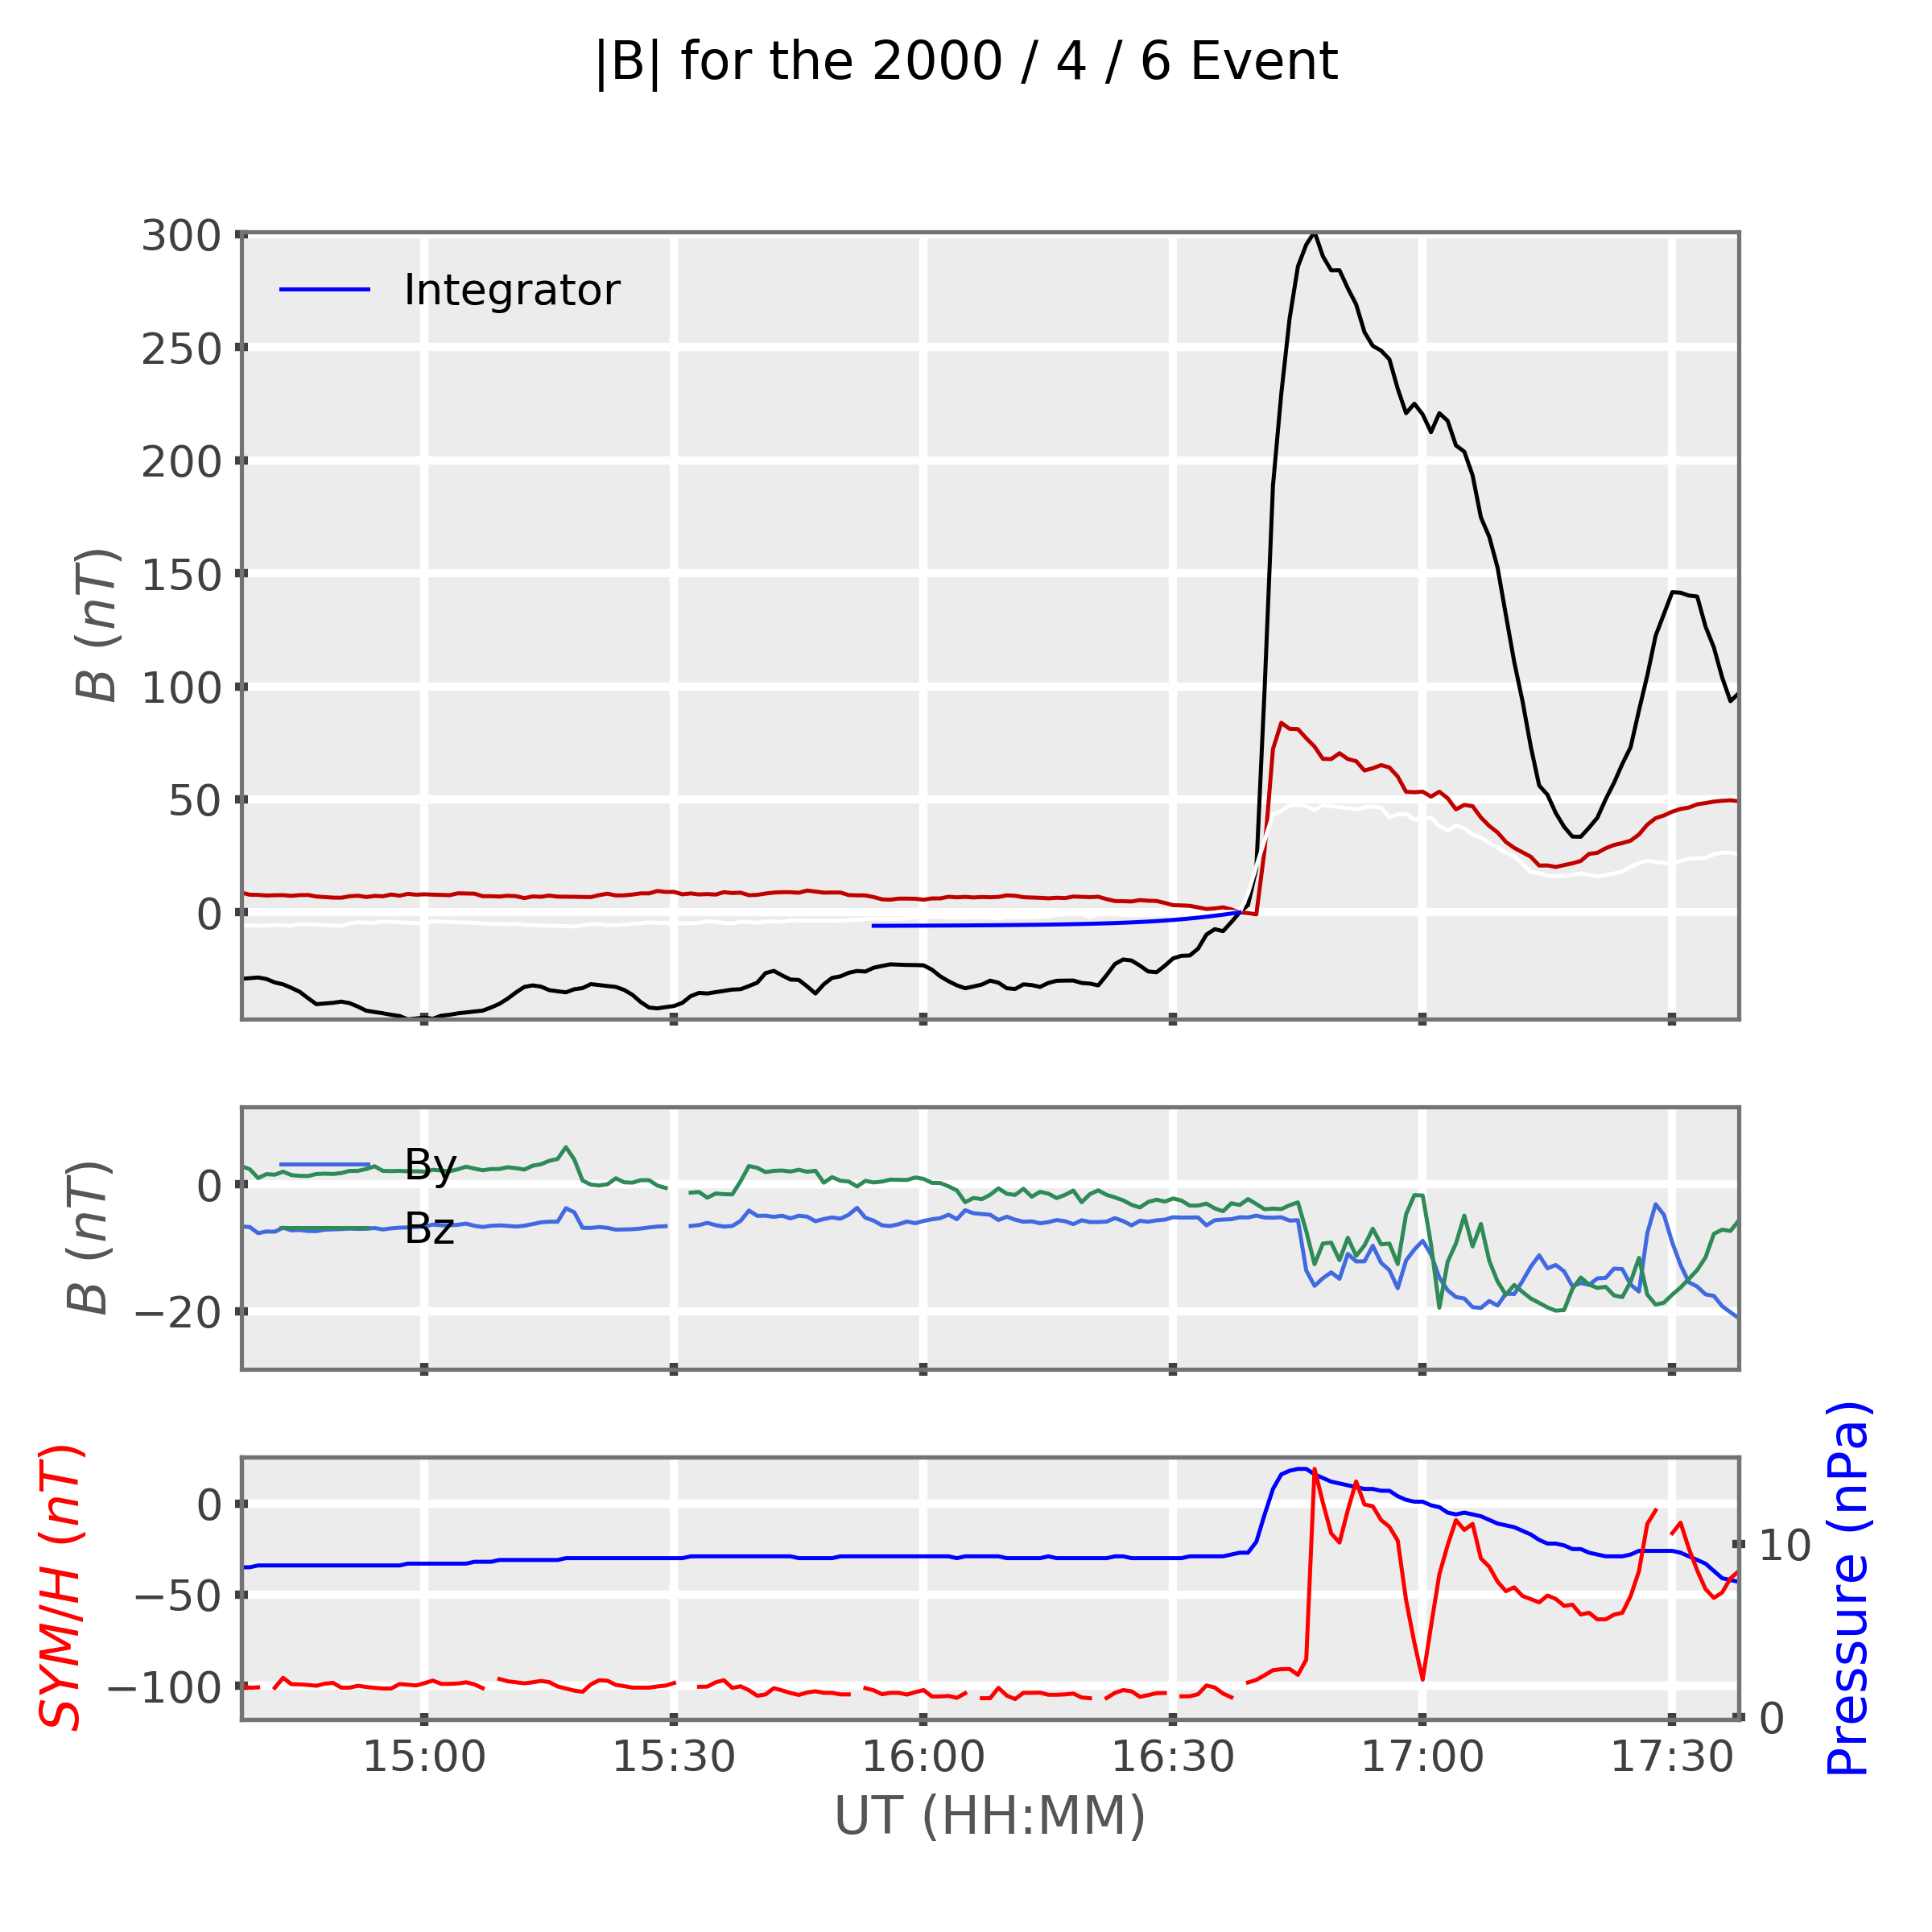 |B| for the 2000 / 4 / 6 Event
300
250
200
150
100
50
0
B (nT)
Integrator
0
−20
B (nT)
By
Bz
0
−50
−100
SYM/H (nT)
10
0
Pressure (nPa)
15:00 15:30 16:00 16:30 17:00 17:30
UT (HH:MM)